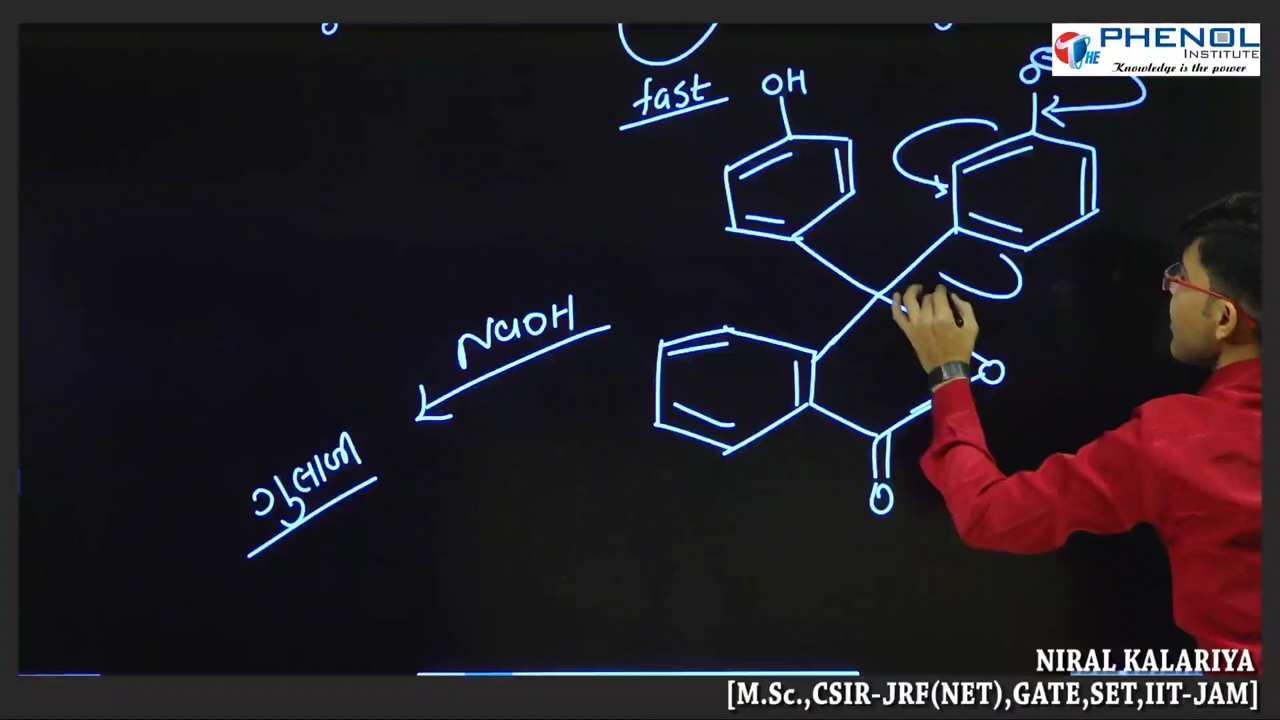 THE PHENOL
INSTITUTE
Knowledge is the power
fast
OH
O
NaOH
O
O
ગુલાબી
NIRAL KALARIYA
[M.Sc.,CSIR-JRF(NET),GATE,SET,IIT-JAM]